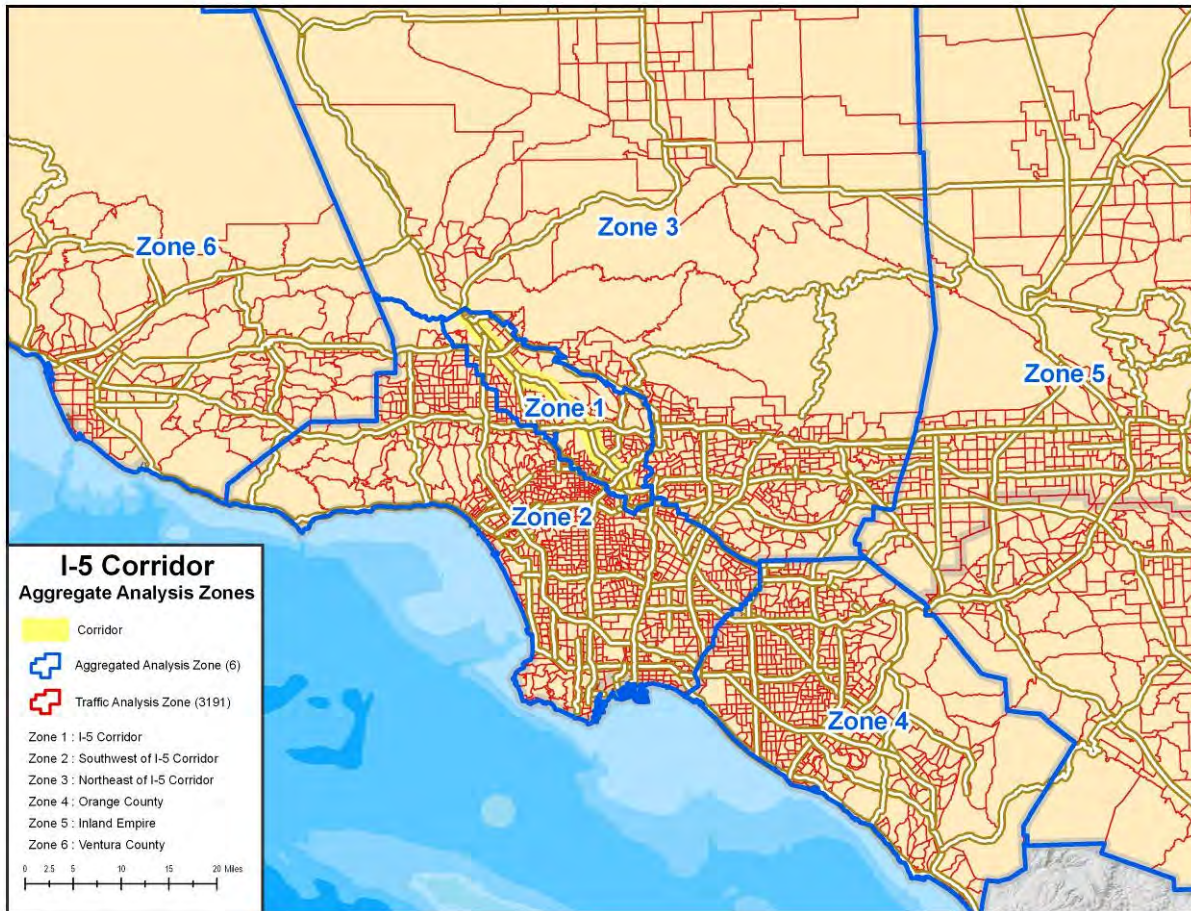 Zone 6
Zone 3
Zone 5
Zone 1
Zone 2
Zone 4
I-5 Corridor
Aggregate Analysis Zones
Corridor
Aggregated Analysis Zone (6)
Traffic Analysis Zone (3191)
Zone 1 : I-5 Corridor
Zone 2 : Southwest of I-5 Corridor
Zone 3 : Northeast of I-5 Corridor
Zone 4 : Orange County
Zone 5 : Inland Empire
Zone 6 : Ventura County
0 2.5 5 10 15 20 Miles